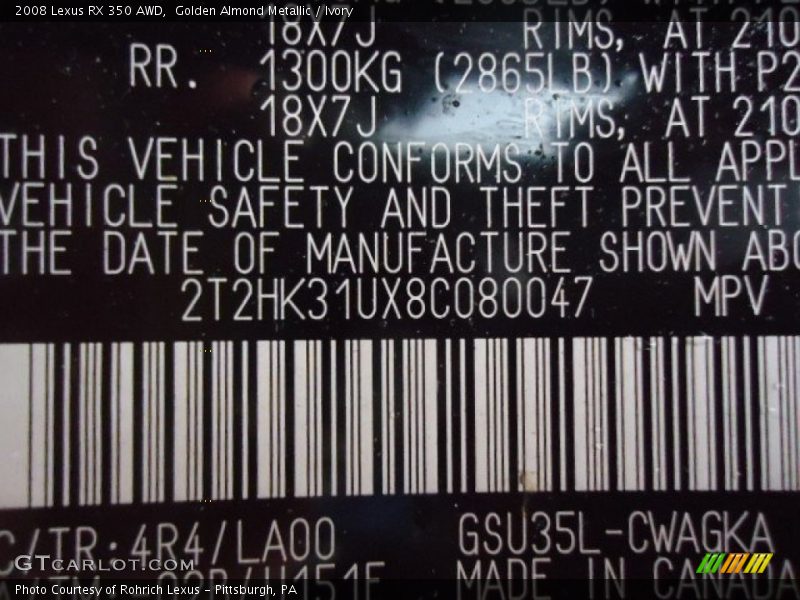 2008 Lexus RX 350 AWD,  Golden Almond Metallic / Ivory
18X7J RIMS, AT 210
RR. 1300KG (2865LB) WITH P2
18X7J RIMS, AT 210
THIS VEHICLE CONFORMS TO ALL APPL
VEHICLE SAFETY AND THEFT PREVENT
THE DATE OF MANUFACTURE SHOWN ABO
2T2HK31UX8C080047 MPV
C/TR:4R4/LA00 GSU35L-CWAGKA
GTCARLOT.COM
MADE IN CANADA
Photo Courtesy of Rohrich Lexus - Pittsburgh, PA